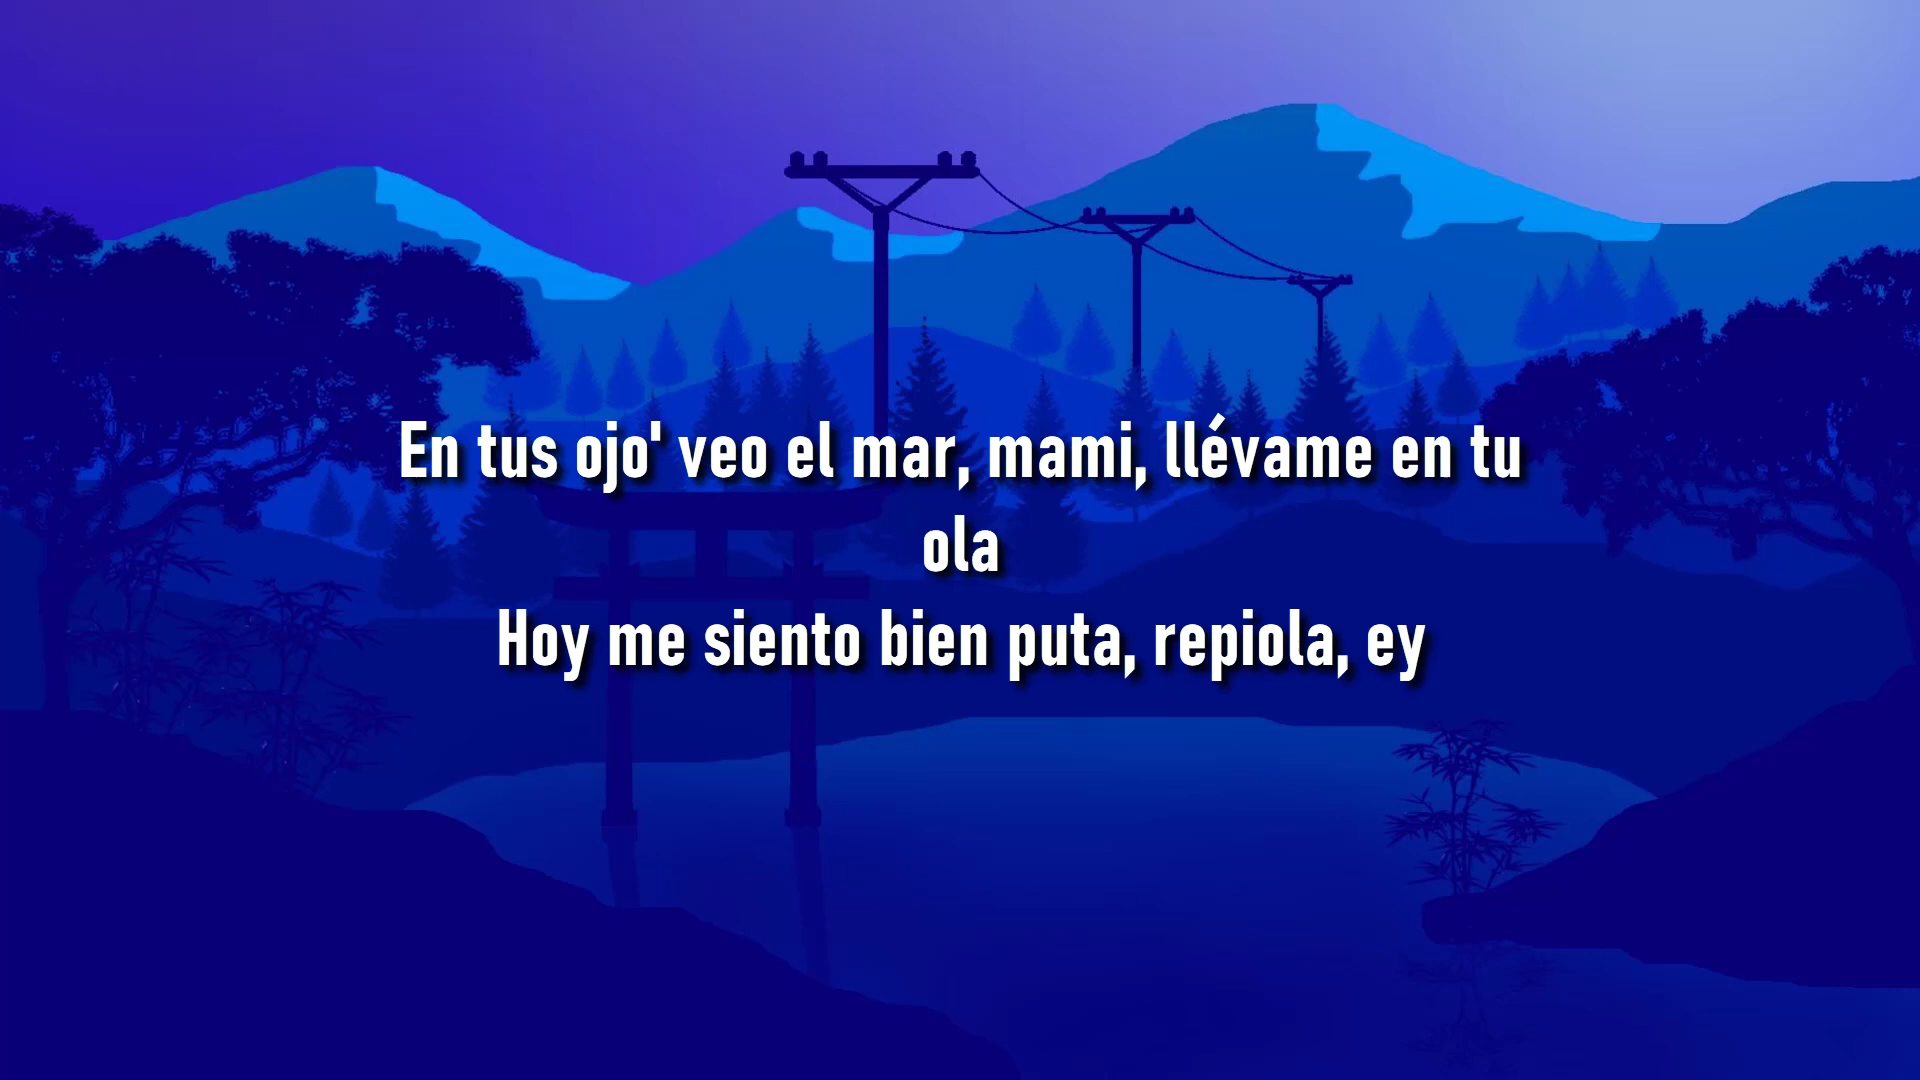 En tus ojo' veo el mar, mami, llévame en tu
ola
Hoy me siento bien puta, repiola, ey